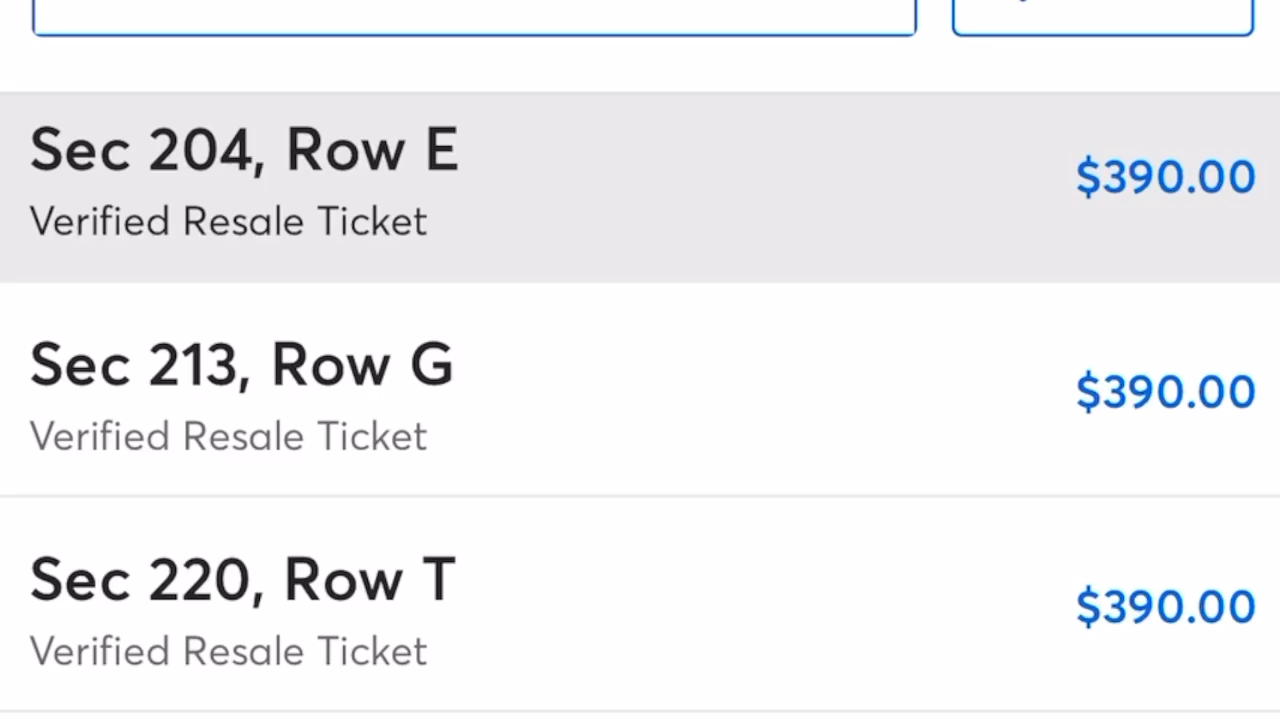 Sec 204, Row E
$390.00
Verified Resale Ticket
Sec 213, Row G
$390.00
Verified Resale Ticket
Sec 220, Row T
$390.00
Verified Resale Ticket